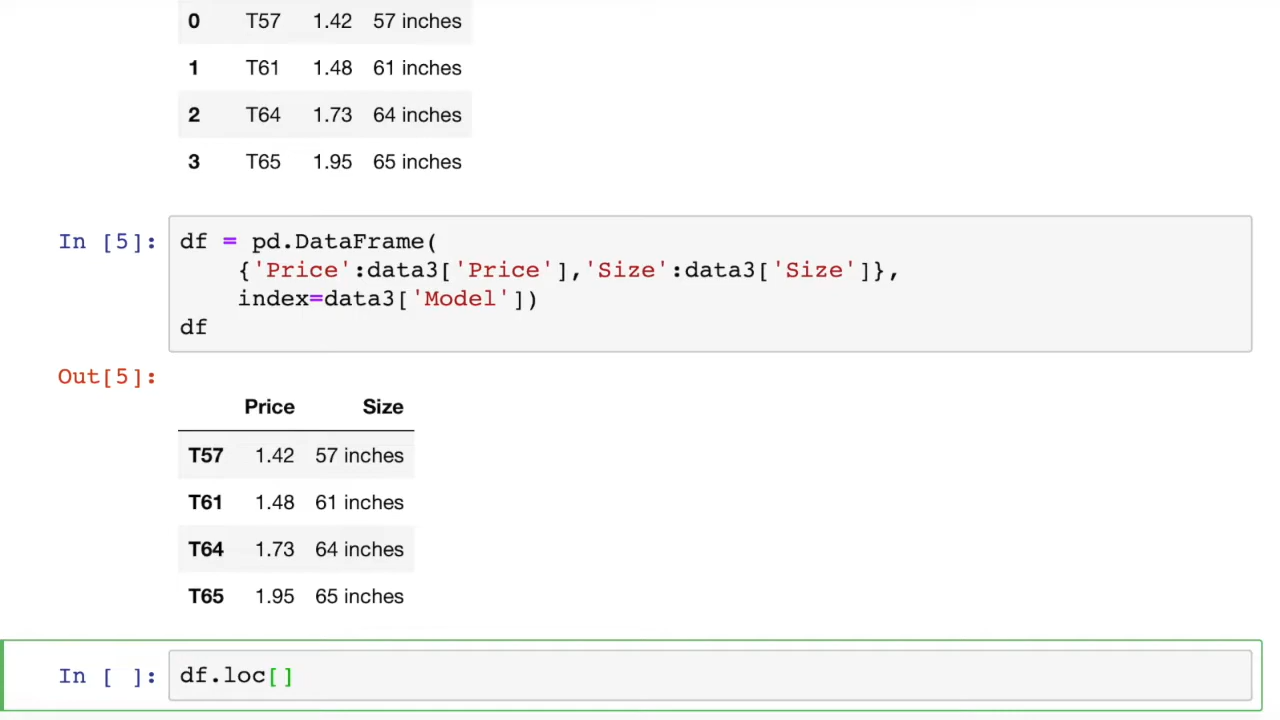 0 T57 1.42 57 inches
1 T61 1.48 61 inches
2 T64 1.73 64 inches
3 T65 1.95 65 inches
In [5]: df = pd.DataFrame(
{'Price':data3['Price'],'Size':data3['Size']},
index=data3['Model'])
df
Out[5]:
Price Size
T57 1.42 57 inches
T61 1.48 61 inches
T64 1.73 64 inches
T65 1.95 65 inches
In [ ]: df.loc[]